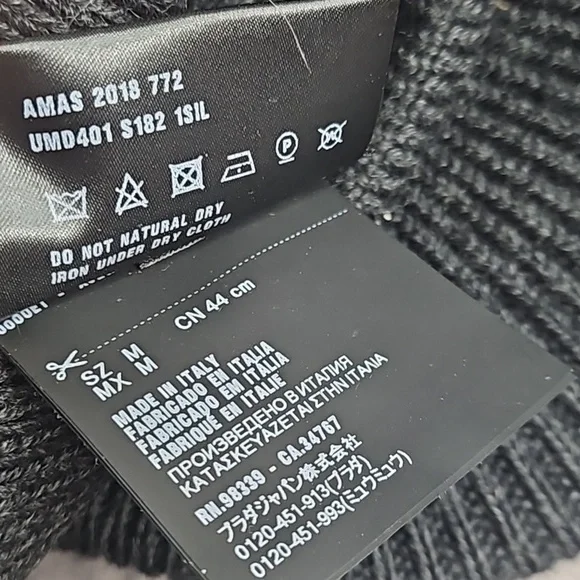 AMAS 2018 772
UMD401 S182 1SIL
P
DO NOT NATURAL DRY
IRON UNDER DRY CLOTH
CN 44 cm
SZ M
MX M
MADE IN ITALY
FABRICADO EN ITALIA
FABRICADO EM ITÁLIA
FABRIQUE EN ITALIE
ПРОИЗВЕДЕНО В ИТАЛИЯ
ΚΑΤΑΣΚΕΥΑΖΕΤΑΙ ΣΤΗΝ ΙΤΑΛΙΑ
RN.98339 - CA.34767
プラダジャパン株式会社
0120-451-913(プラダ)
0120-451-993(ミュウミュウ)